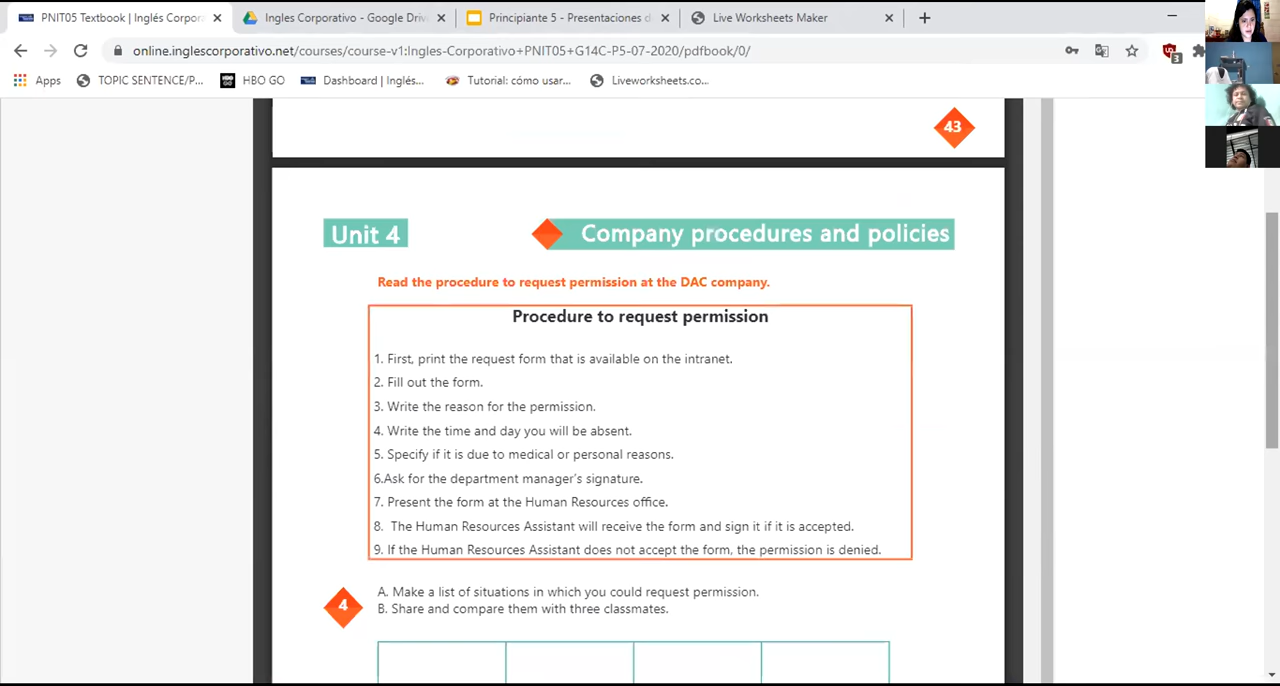 PNIT05 Textbook | Inglés Corpora
Ingles Corporativo - Google Driv
Principiante 5 - Presentaciones d
Live Worksheets Maker
online.inglescorporativo.net/courses/course-v1:Ingles-Corporativo+PNIT05+G14C-P5-07-2020/pdfbook/0/
3
Apps
TOPIC SENTENCE/P...
HBO GO
Dashboard | Inglés...
Tutorial: cómo usar...
Liveworksheets.co...
43
Unit 4
Company procedures and policies
Read the procedure to request permission at the DAC company.
Procedure to request permission
1. First, print the request form that is available on the intranet.
2. Fill out the form.
3. Write the reason for the permission.
4. Write the time and day you will be absent.
5. Specify if it is due to medical or personal reasons.
6.Ask for the department manager's signature.
7. Present the form at the Human Resources office.
8. The Human Resources Assistant will receive the form and sign it if it is accepted.
9. If the Human Resources Assistant does not accept the form, the permission is denied.
4
A. Make a list of situations in which you could request permission.
B. Share and compare them with three classmates.